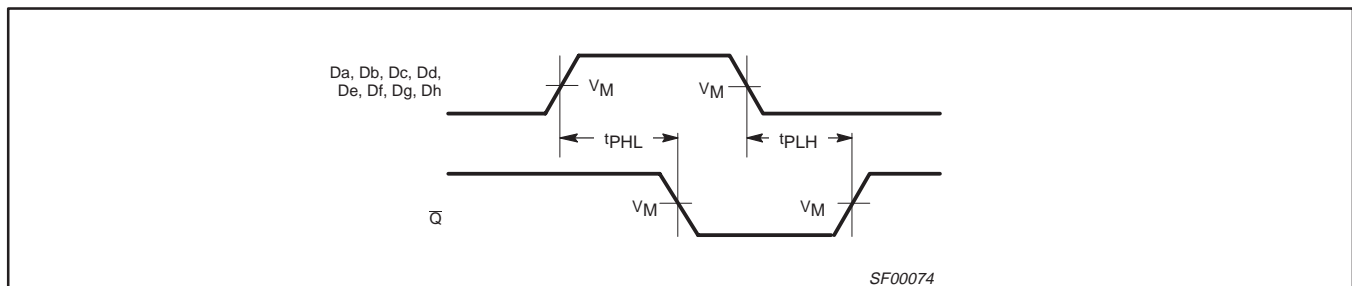 Da, Db, Dc, Dd,
De, Df, Dg, Dh
VM
VM
tPHL
tPLH
Q̅
VM
VM
SF00074